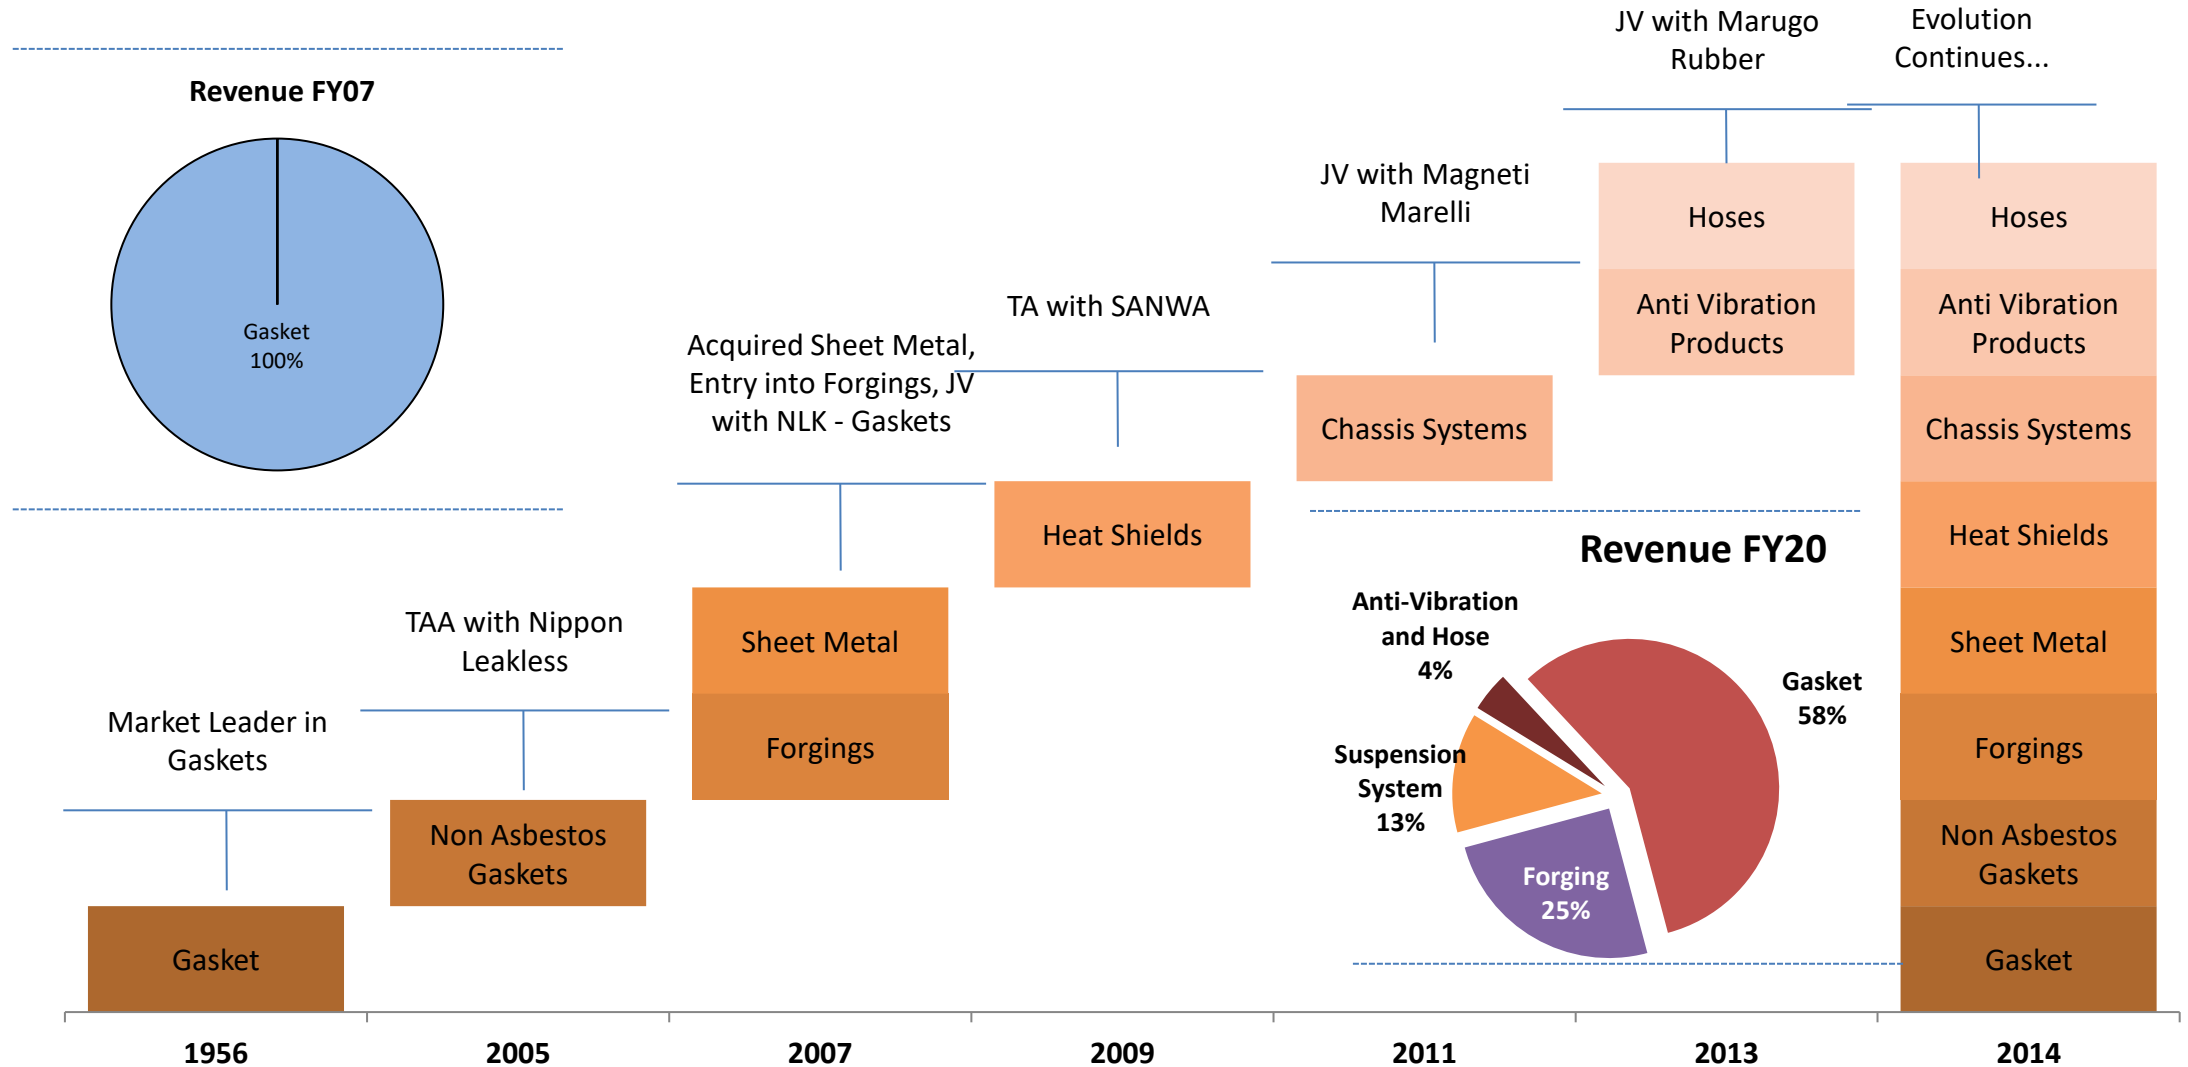 JV with Marugo
Rubber
Evolution
Continues...
Revenue FY07
Gasket
100%
JV with Magneti
Marelli
Hoses
Hoses
Anti Vibration
Products
Anti Vibration
Products
TA with SANWA
Acquired Sheet Metal,
Entry into Forgings, JV
with NLK - Gaskets
Chassis Systems
Chassis Systems
Heat Shields
Heat Shields
Revenue FY20
Anti-Vibration
and Hose
4%
Gasket
58%
Suspension
System
13%
Forging
25%
TAA with Nippon
Leakless
Sheet Metal
Sheet Metal
Market Leader in
Gaskets
Forgings
Forgings
Non Asbestos
Gaskets
Non Asbestos
Gaskets
Gasket
Gasket
1956
2005
2007
2009
2011
2013
2014